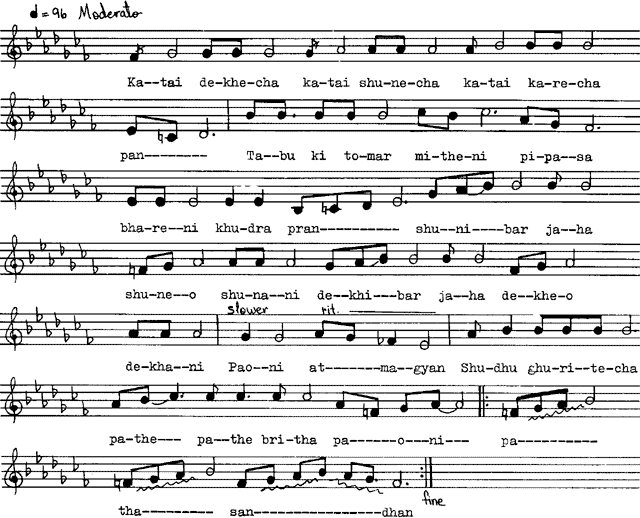 ♩=96 Moderato
Ka--tai de-khe-cha ka-tai shu-ne-cha ka-tai ka-re-cha
pan-------- Ta--bu ki to-mar mi-the-ni pi-pa--sa
bha-re--ni khu-dra pran----------- shu--ni----bar ja--ha
shu-ne--o shu-na--ni de--khi---bar ja--ha de--khe-o
slower rit.
de-kha--ni Pao--ni at-------ma--gyan Shu-dhu ghu-ri--te-cha
pa-the--- pa--the bri-tha pa------o--ni--- pa-----------
fine
tha-------- san----------------dhan